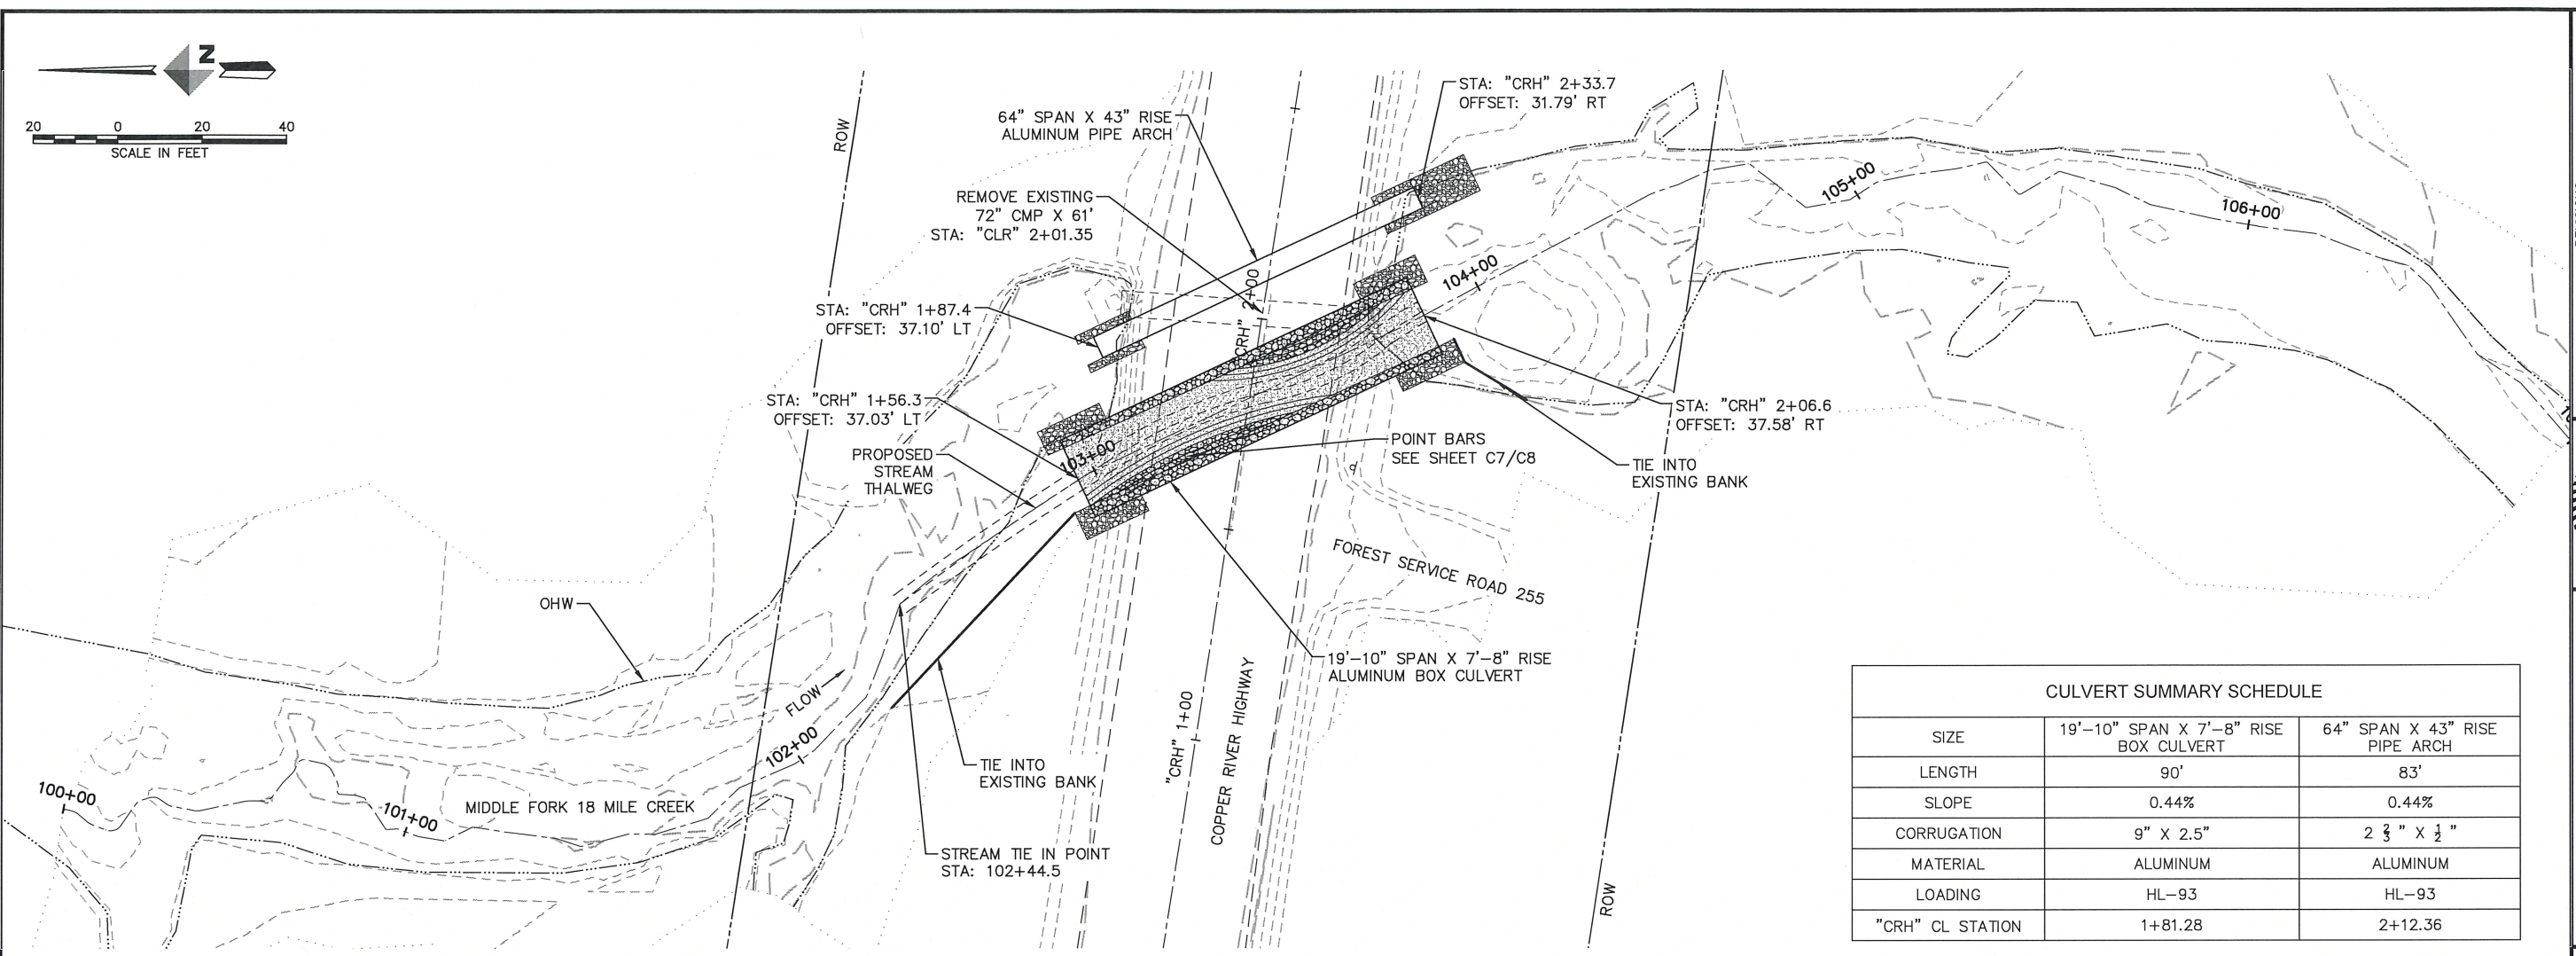 Z
20 0 20 40
SCALE IN FEET
ROW
64" SPAN X 43" RISE
ALUMINUM PIPE ARCH
STA: "CRH" 2+33.7
OFFSET: 31.79' RT
REMOVE EXISTING
72" CMP X 61'
STA: "CLR" 2+01.35
105+00
106+00
104+00
"CRH" 2+00
STA: "CRH" 1+87.4
OFFSET: 37.10' LT
STA: "CRH" 1+56.3
OFFSET: 37.03' LT
103+00
STA: "CRH" 2+06.6
OFFSET: 37.58' RT
PROPOSED
STREAM
THALWEG
POINT BARS
SEE SHEET C7/C8
TIE INTO
EXISTING BANK
FOREST SERVICE ROAD 255
OHW
19'-10" SPAN X 7'-8" RISE
ALUMINUM BOX CULVERT
FLOW
102+00
"CRH" 1+00
COPPER RIVER HIGHWAY
TIE INTO
EXISTING BANK
100+00
101+00
MIDDLE FORK 18 MILE CREEK
STREAM TIE IN POINT
STA: 102+44.5
ROW
CULVERT SUMMARY SCHEDULE
SIZE 19'-10" SPAN X 7'-8" RISE BOX CULVERT 64" SPAN X 43" RISE PIPE ARCH
LENGTH 90' 83'
SLOPE 0.44% 0.44%
CORRUGATION 9" X 2.5" 2 2/3" X 1/2"
MATERIAL ALUMINUM ALUMINUM
LOADING HL-93 HL-93
"CRH" CL STATION 1+81.28 2+12.36